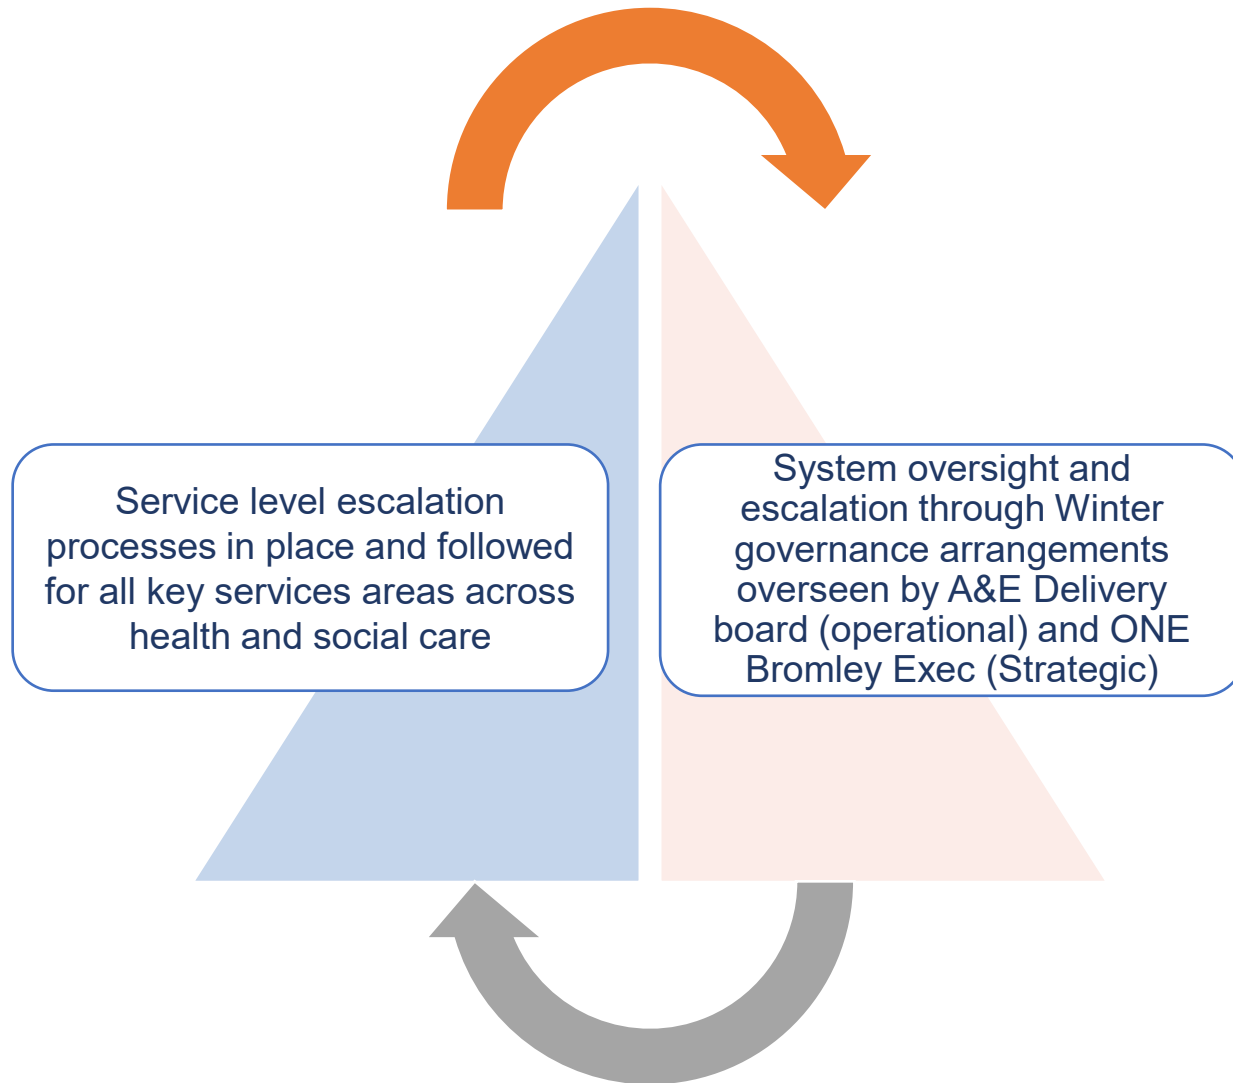 Service level escalation
processes in place and followed
for all key services areas across
health and social care
System oversight and
escalation through Winter
governance arrangements
overseen by A&E Delivery
board (operational) and ONE
Bromley Exec (Strategic)